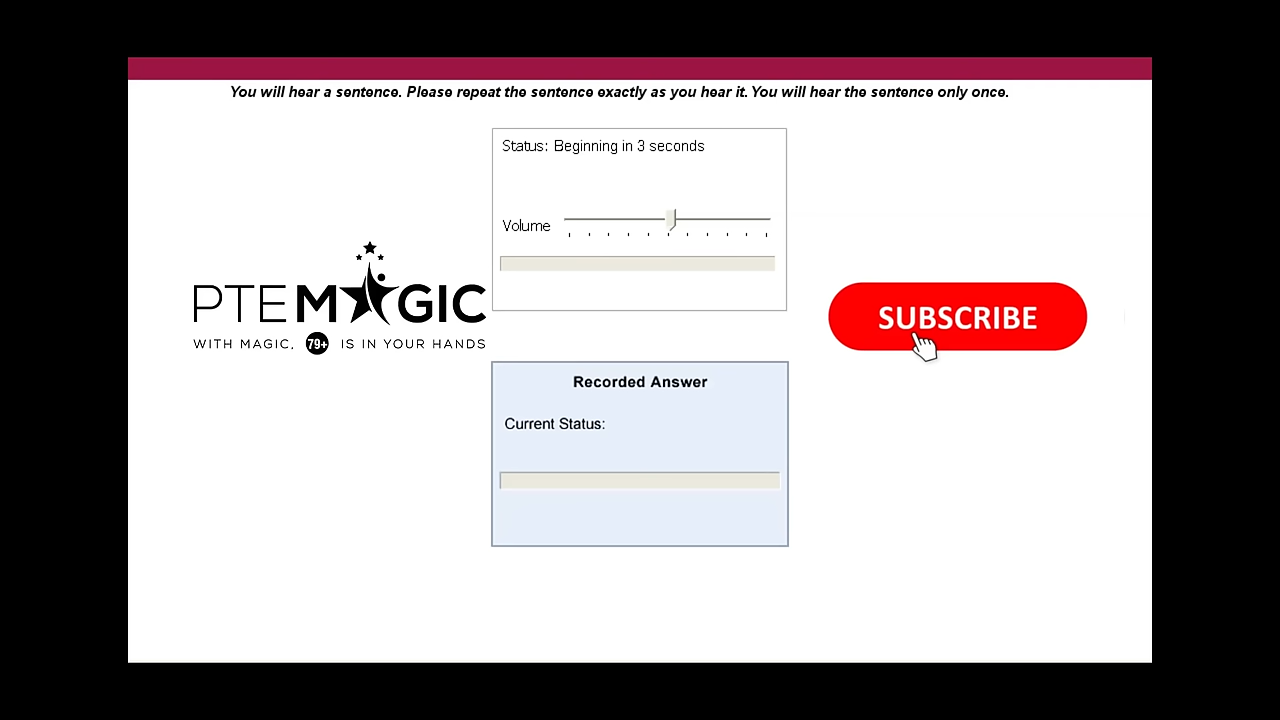 You will hear a sentence. Please repeat the sentence exactly as you hear it. You will hear the sentence only once.
Status: Beginning in 3 seconds
Volume
PTEMAGIC
WITH MAGIC, 79+ IS IN YOUR HANDS
SUBSCRIBE
Recorded Answer
Current Status: